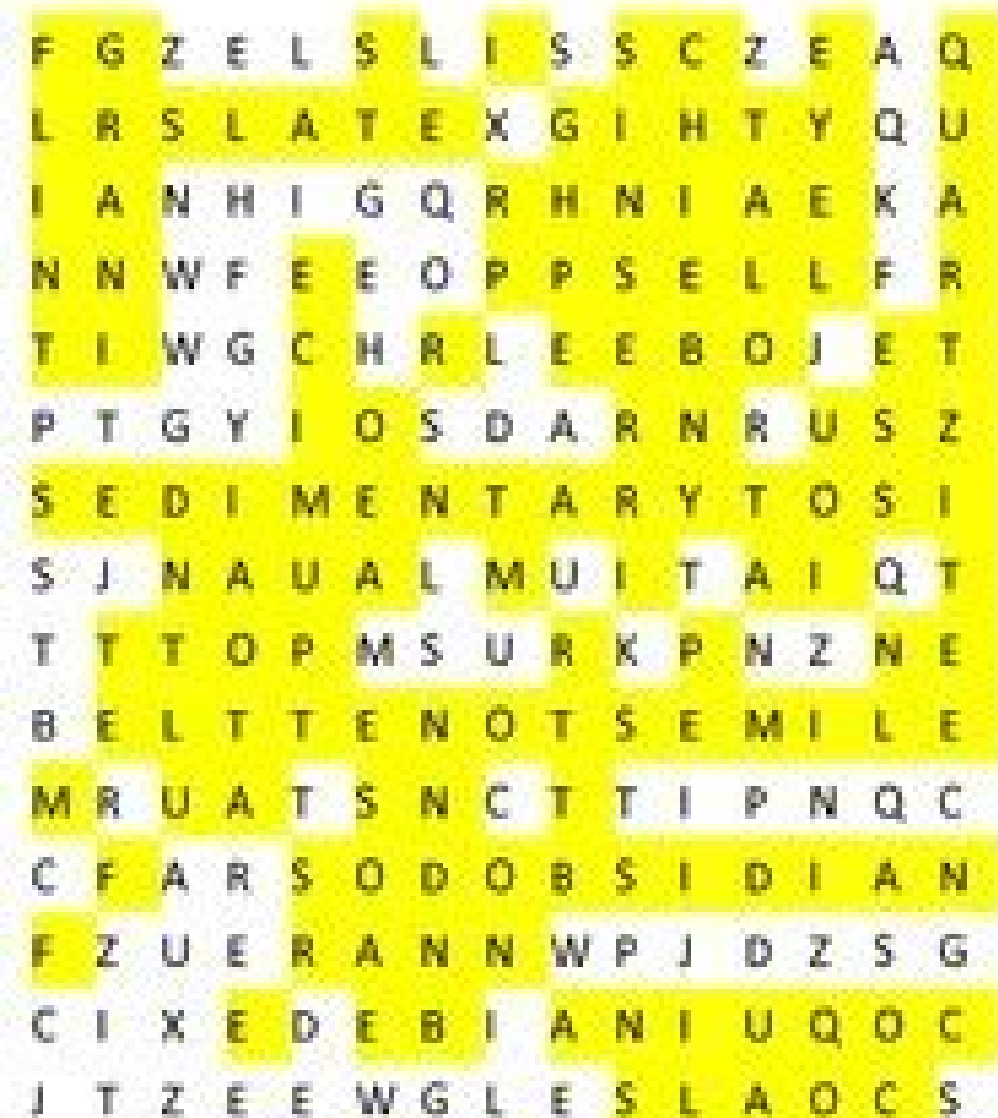 F G Z E L S L I S S C Z E A Q
L R S L A T E X G I H T Y Q U
I A N H I G Q R H N I A E K A
N N W F E E O P P S E L L F R
T I W G C H R L E E B O J E T
P T G Y I O S D A R N R U S Z
S E D I M E N T A R Y T O S I
S J N A U A L M U I T A I Q T
T T T O P M S U R K P N Z N E
B E L T T E N O T S E M I L E
M R U A T S N C T T I P N Q C
C F A R S O D O B S I D I A N
F Z U E R A N N W P J D Z S G
C I X E D E B I A N I U Q O C
J T Z E E W G L E S L A O C S